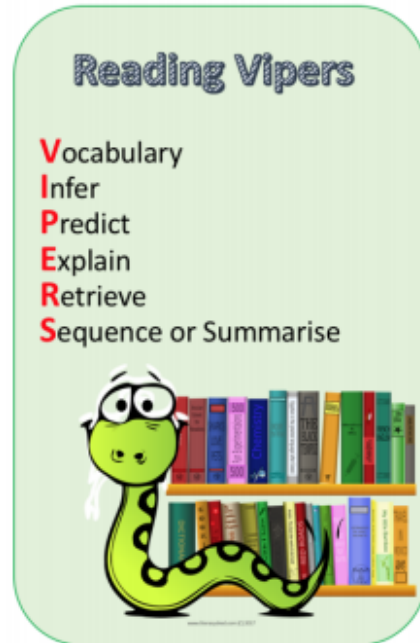 Reading Vipers
Vocabulary
Infer
Predict
Explain
Retrieve
Sequence or Summarise